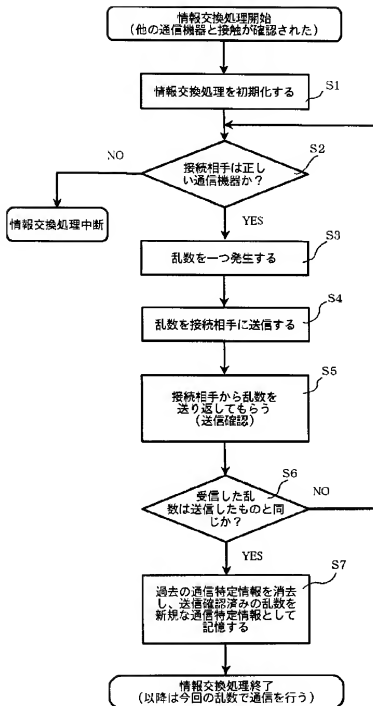 情報交換処理開始
(他の通信機器と接触が確認された)
S1
情報交換処理を初期化する
S2
NO
接続相手は正し
い通信機器か?
情報交換処理中断
YES
S3
乱数を一つ発生する
S4
乱数を接続相手に送信する
S5
接続相手から乱数を
送り返してもらう
(送信確認)
S6
受信した乱
数は送信したものと同
じか?
NO
YES
S7
過去の通信特定情報を消去
し、送信確認済みの乱数を
新規な通信特定情報として
記憶する
情報交換処理終了
(以降は今回の乱数で通信を行う)